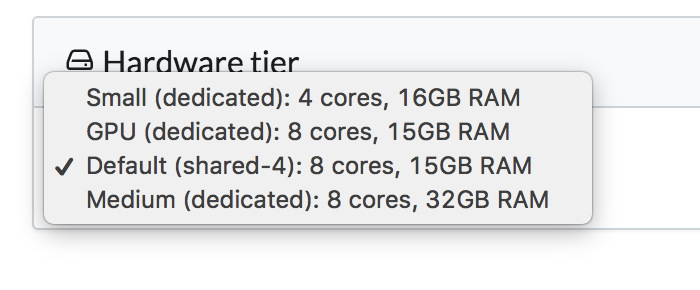 Hardware tier
Small (dedicated): 4 cores, 16GB RAM
GPU (dedicated): 8 cores, 15GB RAM
Default (shared-4): 8 cores, 15GB RAM
Medium (dedicated): 8 cores, 32GB RAM